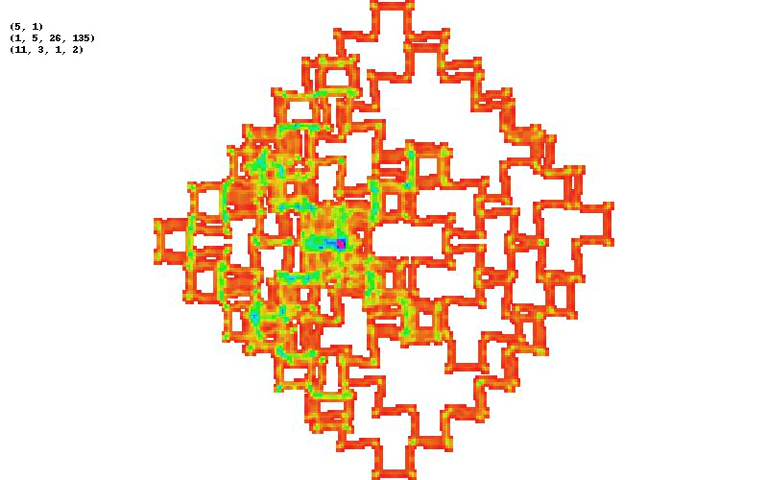 (5, 1)
(1, 5, 26, 135)
(11, 3, 1, 2)